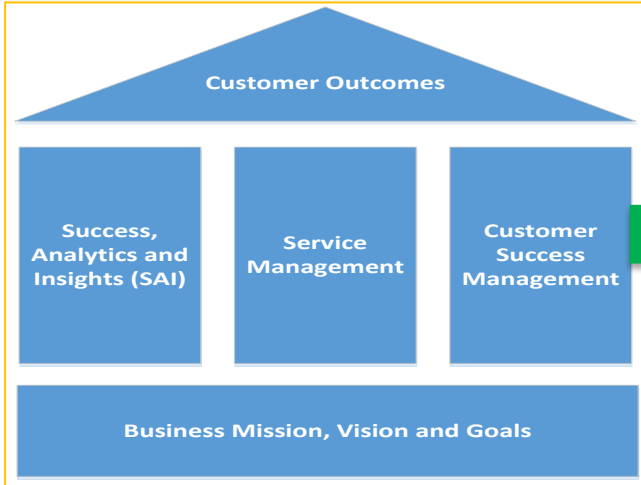 Customer Outcomes
Success,
Analytics and
Insights (SAI)
Service
Management
Customer
Success
Management
Business Mission, Vision and Goals